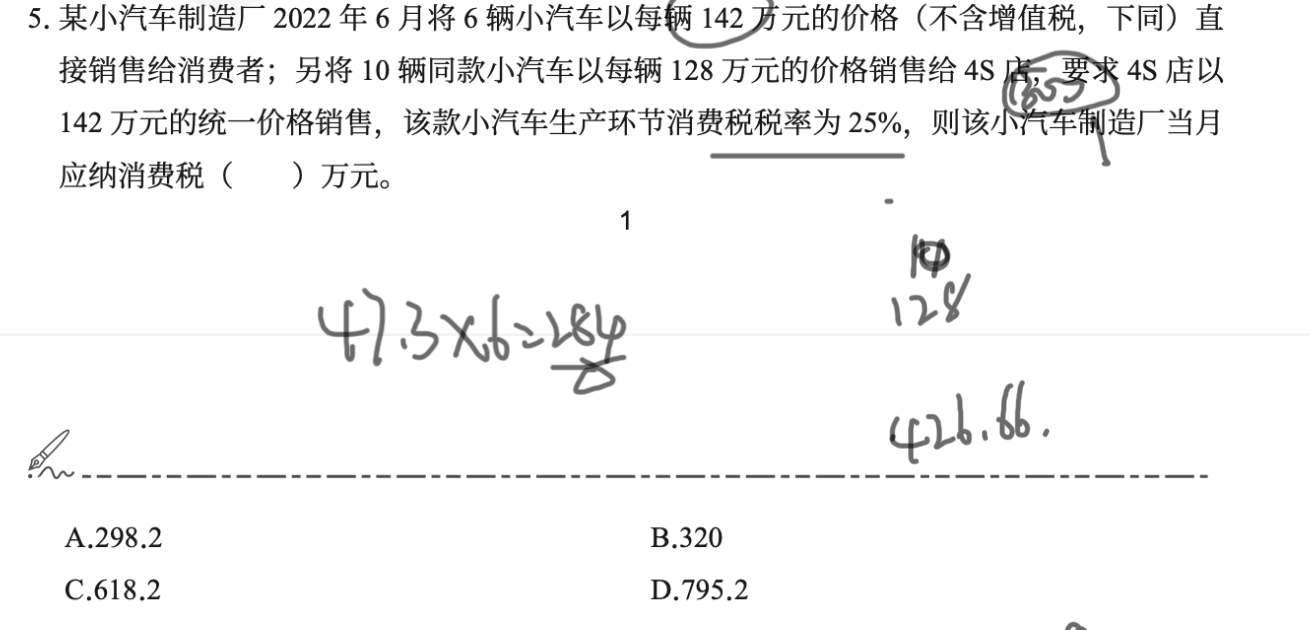 5. 某小汽车制造厂 2022 年 6 月将 6 辆小汽车以每辆 142 万元的价格（不含增值税，下同）直
接销售给消费者；另将 10 辆同款小汽车以每辆 128 万元的价格销售给 4S 店，要求 4S 店以
142 万元的统一价格销售，该款小汽车生产环节消费税税率为 25%，则该小汽车制造厂当月
应纳消费税（　　）万元。
1
10
128
47.3×6=284
426.66.
A.298.2 B.320
C.618.2 D.795.2